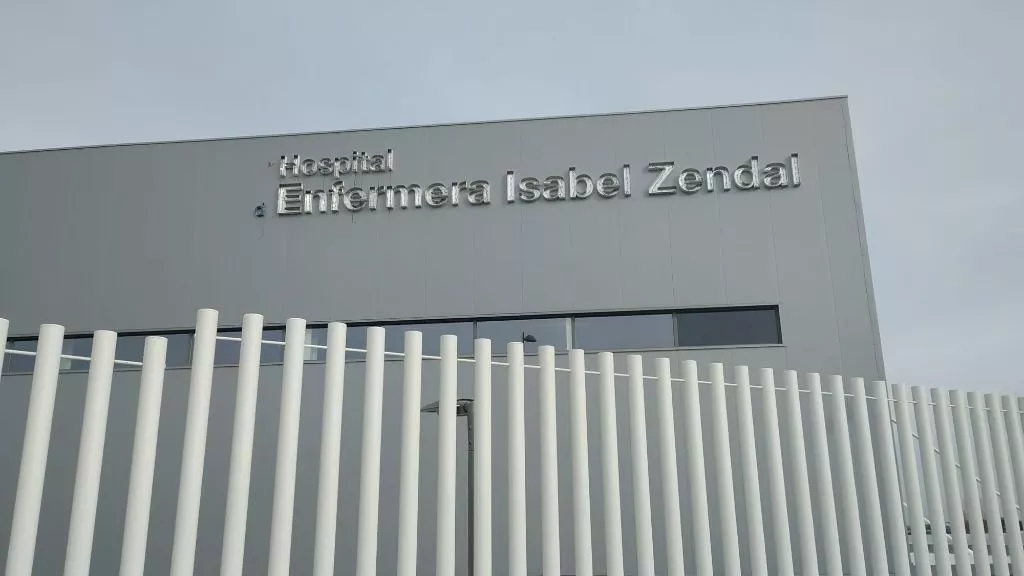 Hospital
Enfermera Isabel Zendal